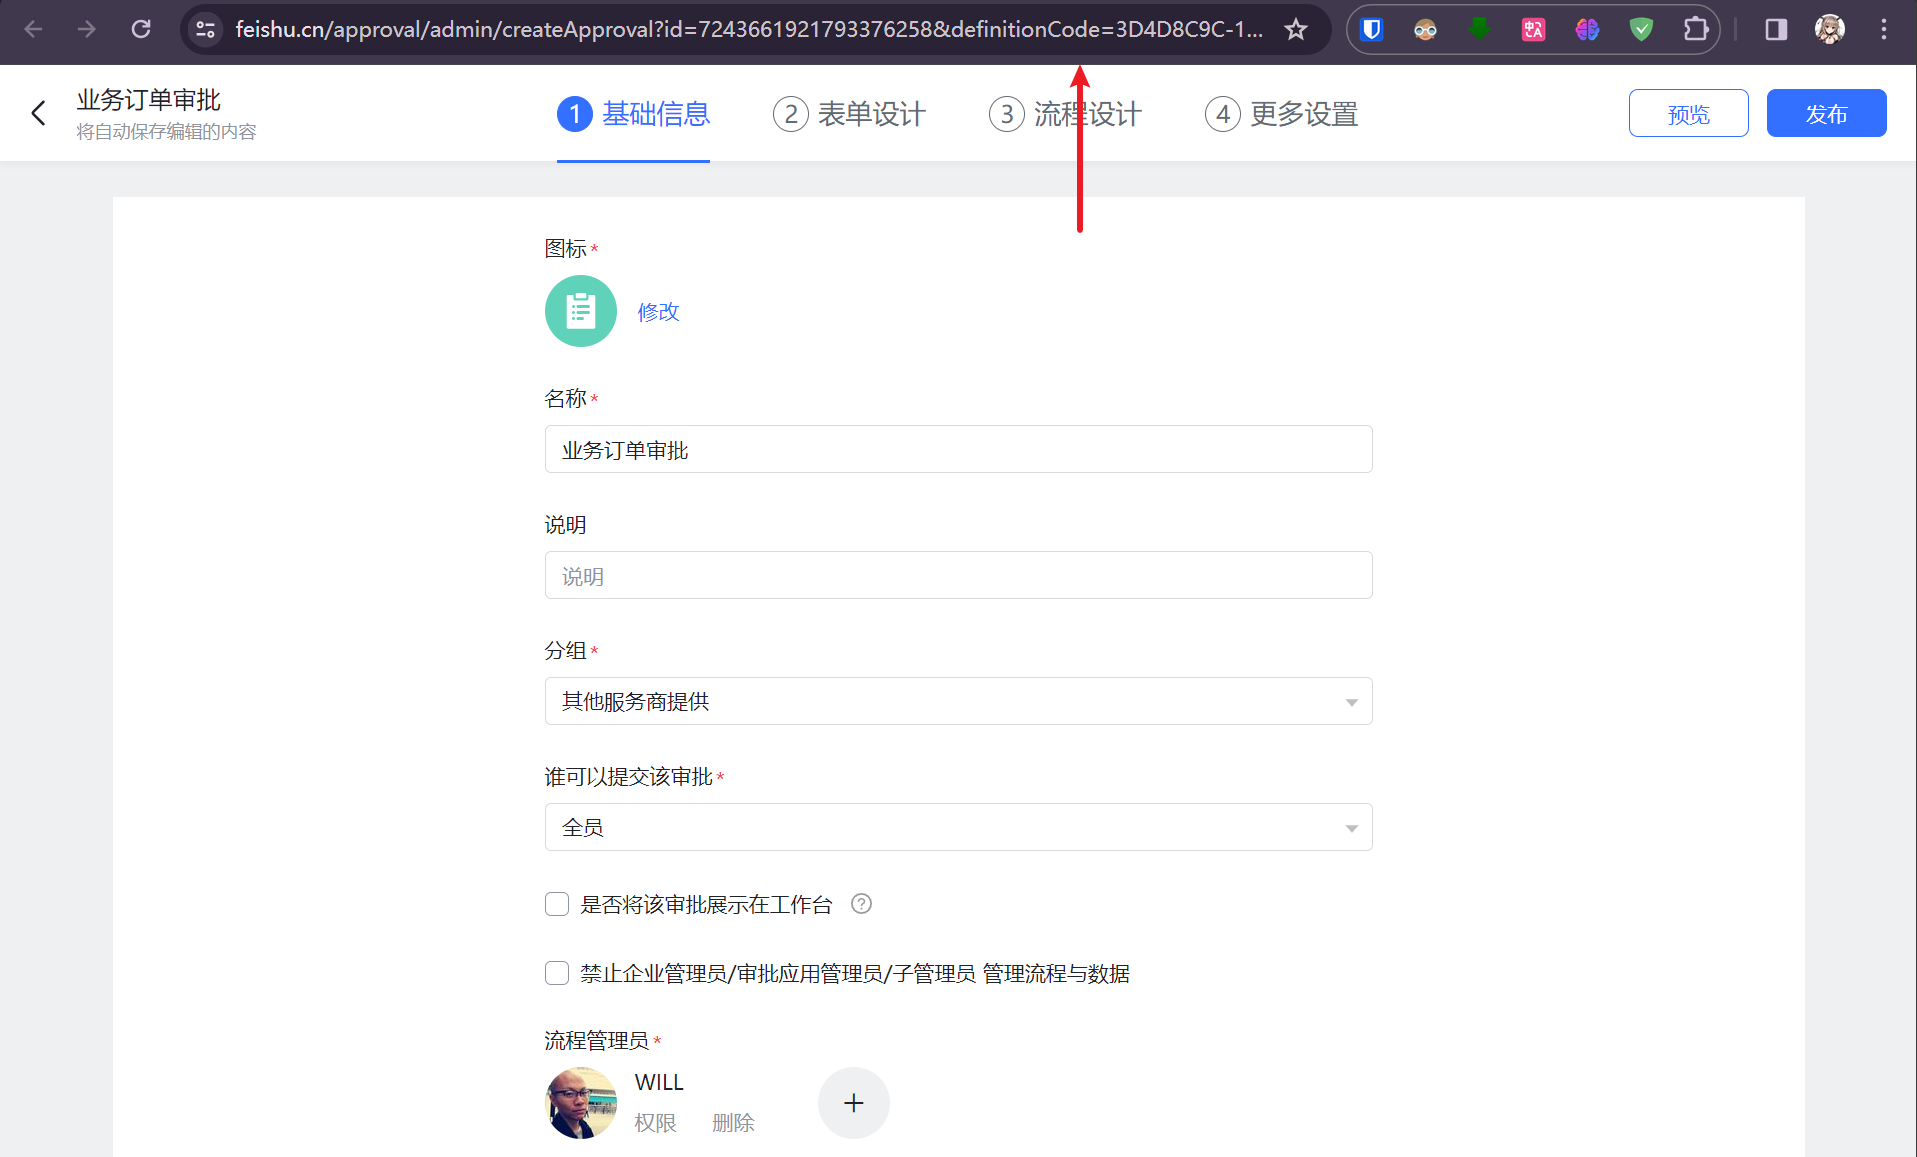 feishu.cn/approval/admin/createApproval?id=7243661921793376258&definitionCode=3D4D8C9C-1...
业务订单审批
将自动保存编辑的内容
1 基础信息
2 表单设计
3 流程设计
4 更多设置
预览
发布
图标*
修改
名称*
业务订单审批
说明
说明
分组*
其他服务商提供
谁可以提交该审批*
全员
是否将该审批展示在工作台 ?
禁止企业管理员/审批应用管理员/子管理员 管理流程与数据
流程管理员*
WILL
权限 删除